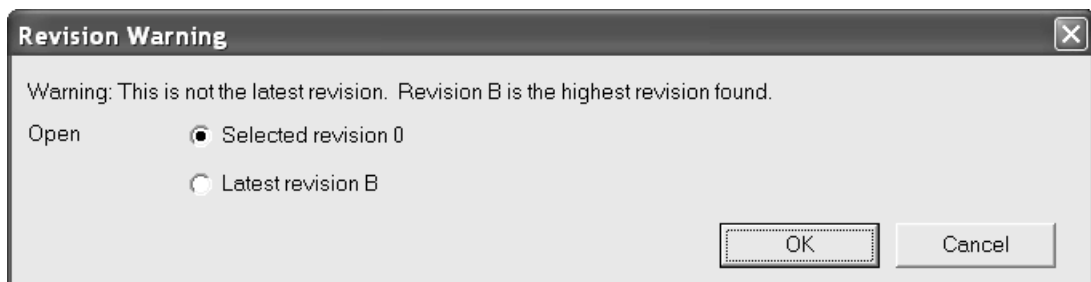 Revision Warning
Warning: This is not the latest revision.  Revision B is the highest revision found.
Open
Selected revision 0
Latest revision B
OK
Cancel